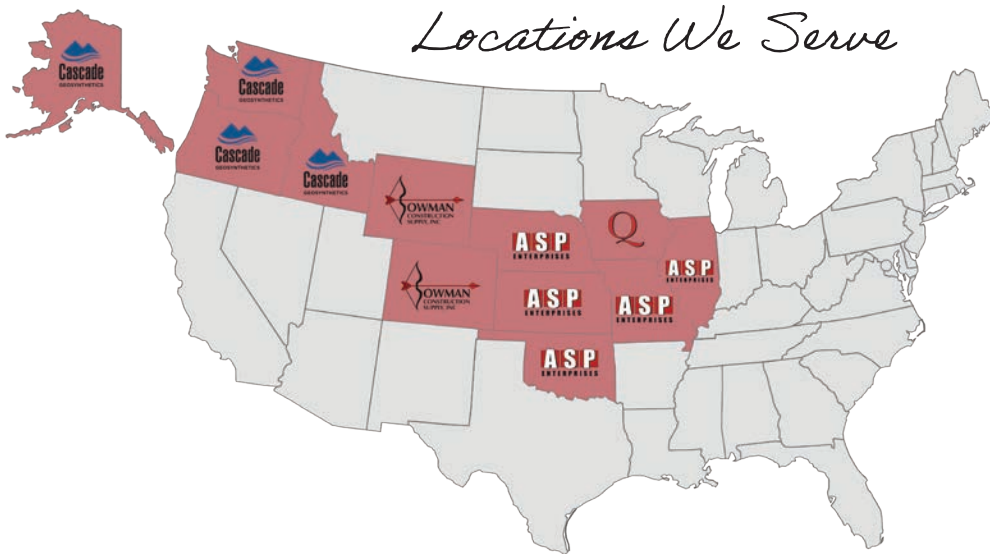 Locations We Serve
Cascade
GEOSYNTHETICS
Cascade
GEOSYNTHETICS
Cascade
GEOSYNTHETICS
Cascade
GEOSYNTHETICS
BOWMAN
CONSTRUCTION
SUPPLY, INC
Q
ASP
ENTERPRISES
ASP
ENTERPRISES
BOWMAN
CONSTRUCTION
SUPPLY, INC
ASP
ENTERPRISES
ASP
ENTERPRISES
ASP
ENTERPRISES